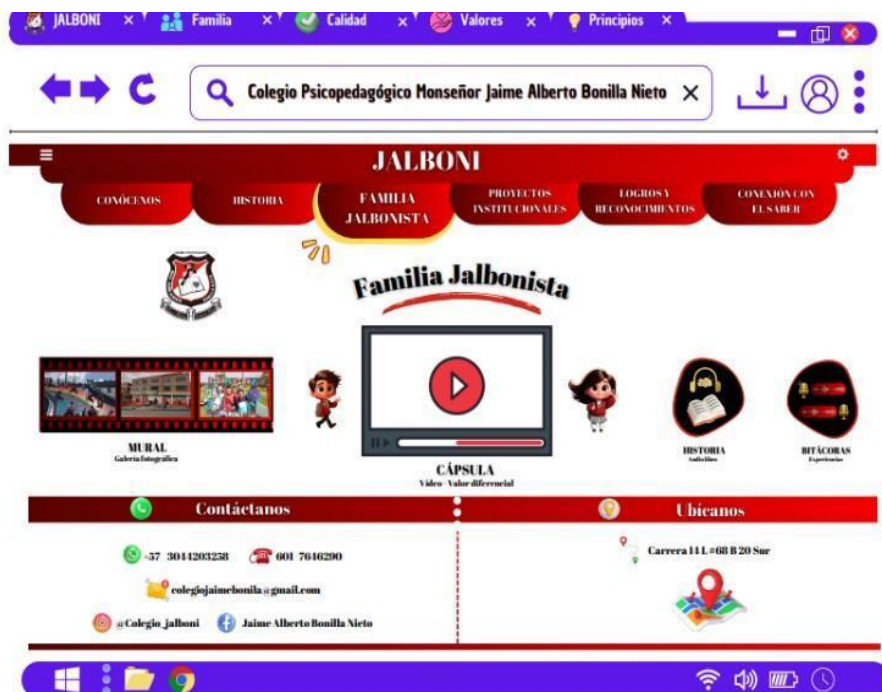 JALBONI
Familia
Calidad
Valores
Principios
Colegio Psicopedagógico Monseñor Jaime Alberto Bonilla Nieto
JALBONI
CONÓCENOS
HISTORIA
FAMILIA
JALBONISTA
PROYECTOS
INSTITUCIONALES
LOGROS Y
RECONOCIMIENTOS
CONEXIÓN CON
EL SABER
Familia Jalbonista
MURAL
Galería fotográfica
CÁPSULA
Video - Valor diferencial
HISTORIA
Audio libro
BITÁCORAS
Experiencias
Contáctanos
Ubícanos
+57 3044203258
601 7646290
colegiojaimebonila@gmail.com
@Colegio_jalboni
Jaime Alberto Bonilla Nieto
Carrera 14 L #68 B 20 Sur